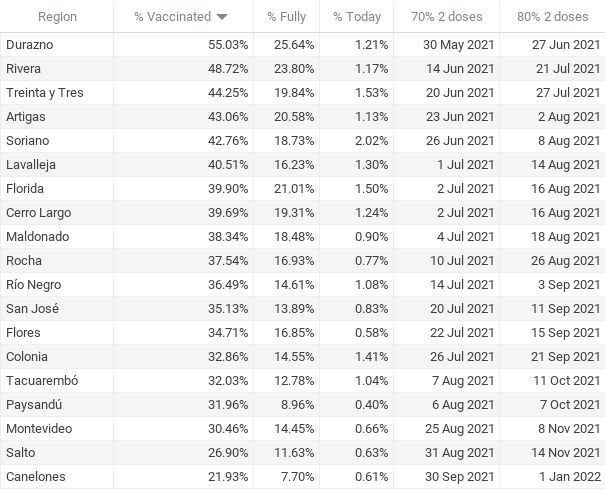 Region % Vaccinated % Fully % Today 70% 2 doses 80% 2 doses
Durazno 55.03% 25.64% 1.21% 30 May 2021 27 Jun 2021
Rivera 48.72% 23.80% 1.17% 14 Jun 2021 21 Jul 2021
Treinta y Tres 44.25% 19.84% 1.53% 20 Jun 2021 27 Jul 2021
Artigas 43.06% 20.58% 1.13% 23 Jun 2021 2 Aug 2021
Soriano 42.76% 18.73% 2.02% 26 Jun 2021 8 Aug 2021
Lavalleja 40.51% 16.23% 1.30% 1 Jul 2021 14 Aug 2021
Florida 39.90% 21.01% 1.50% 2 Jul 2021 16 Aug 2021
Cerro Largo 39.69% 19.31% 1.24% 2 Jul 2021 16 Aug 2021
Maldonado 38.34% 18.48% 0.90% 4 Jul 2021 18 Aug 2021
Rocha 37.54% 16.93% 0.77% 10 Jul 2021 26 Aug 2021
Río Negro 36.49% 14.61% 1.08% 14 Jul 2021 3 Sep 2021
San José 35.13% 13.89% 0.83% 20 Jul 2021 11 Sep 2021
Flores 34.71% 16.85% 0.58% 22 Jul 2021 15 Sep 2021
Colonia 32.86% 14.55% 1.41% 26 Jul 2021 21 Sep 2021
Tacuarembó 32.03% 12.78% 1.04% 7 Aug 2021 11 Oct 2021
Paysandú 31.96% 8.96% 0.40% 6 Aug 2021 7 Oct 2021
Montevideo 30.46% 14.45% 0.66% 25 Aug 2021 8 Nov 2021
Salto 26.90% 11.63% 0.63% 31 Aug 2021 14 Nov 2021
Canelones 21.93% 7.70% 0.61% 30 Sep 2021 1 Jan 2022